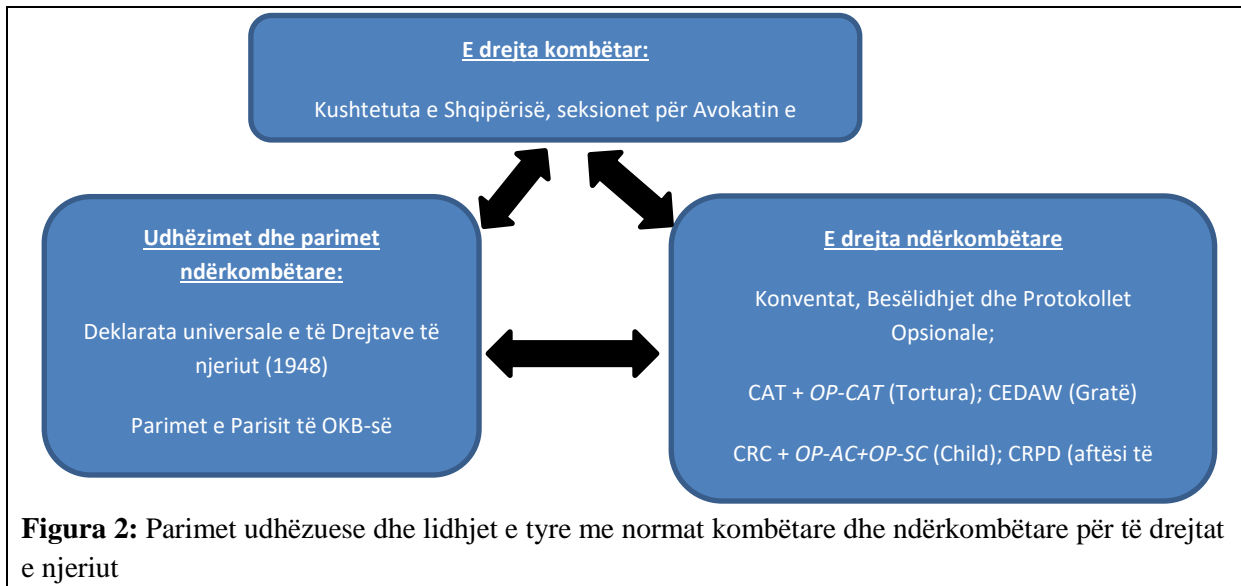 E drejta kombëtar:
Kushtetuta e Shqipërisë, seksionet për Avokatin e
Udhëzimet dhe parimet
ndërkombëtare:
Deklarata universale e të Drejtave të
njeriut (1948)
Parimet e Parisit të OKB-së
E drejta ndërkombëtare
Konventat, Besëlidhjet dhe Protokollet
Opsionale;
CAT + OP-CAT (Tortura); CEDAW (Gratë)
CRC + OP-AC+OP-SC (Child); CRPD (aftësi të
Figura 2: Parimet udhëzuese dhe lidhjet e tyre me normat kombëtare dhe ndërkombëtare për të drejtat
e njeriut